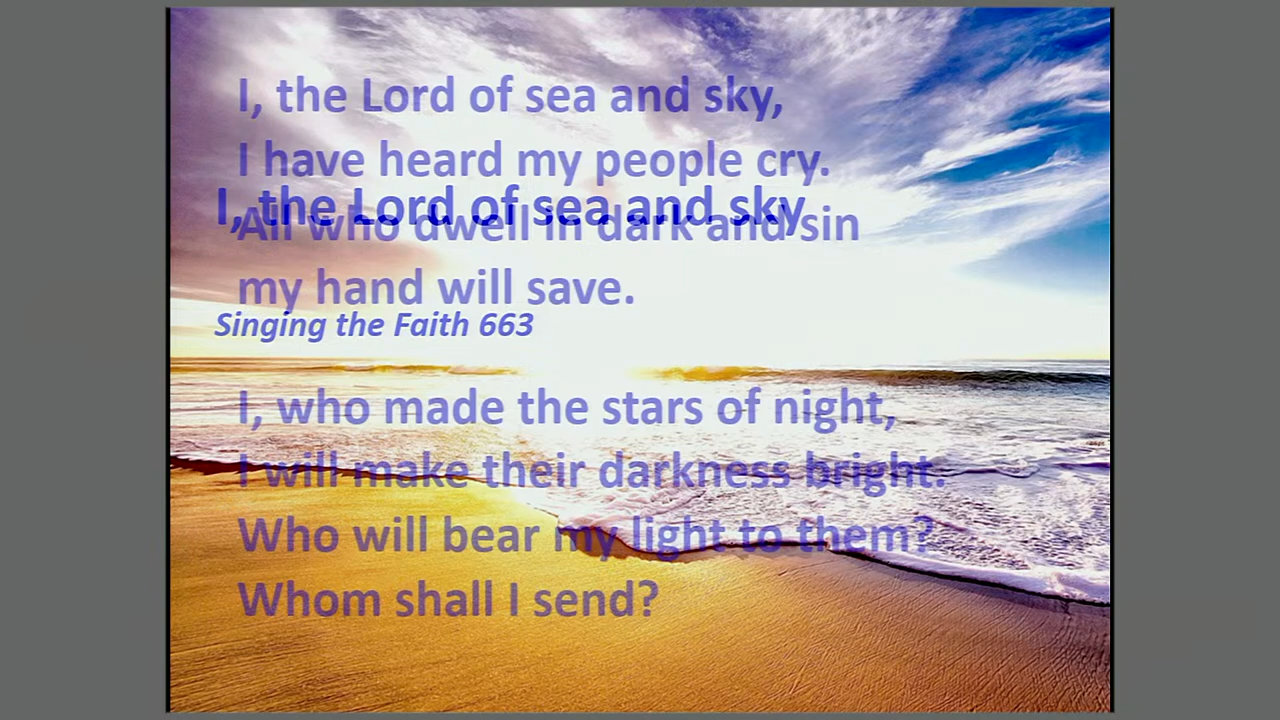 I, the Lord of sea and sky,
I have heard my people cry.
I, the Lord of sea and sky
All who dwell in dark and sin
my hand will save.
Singing the Faith 663
I, who made the stars of night,
I will make their darkness bright.
Who will bear my light to them?
Whom shall I send?